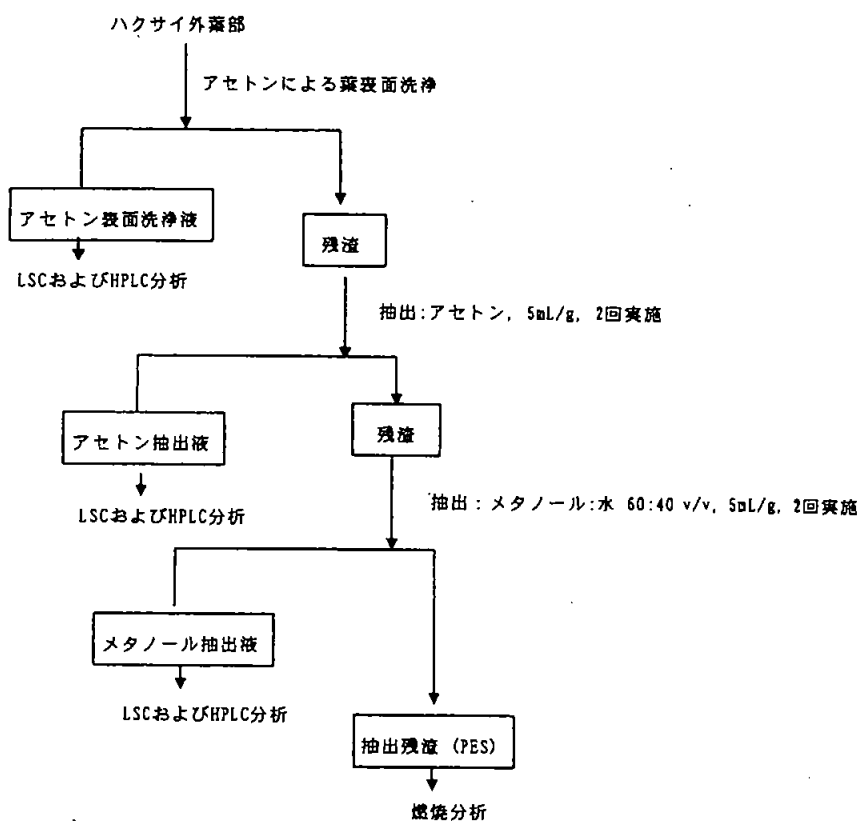 ハクサイ外葉部
アセトンによる葉表面洗浄
アセトン表面洗浄液
残渣
LSCおよびHPLC分析
抽出:アセトン, 5mL/g, 2回実施
アセトン抽出液
残渣
LSCおよびHPLC分析
抽出:メタノール:水 60:40 v/v, 5mL/g, 2回実施
メタノール抽出液
LSCおよびHPLC分析
抽出残渣 (PES)
燃焼分析